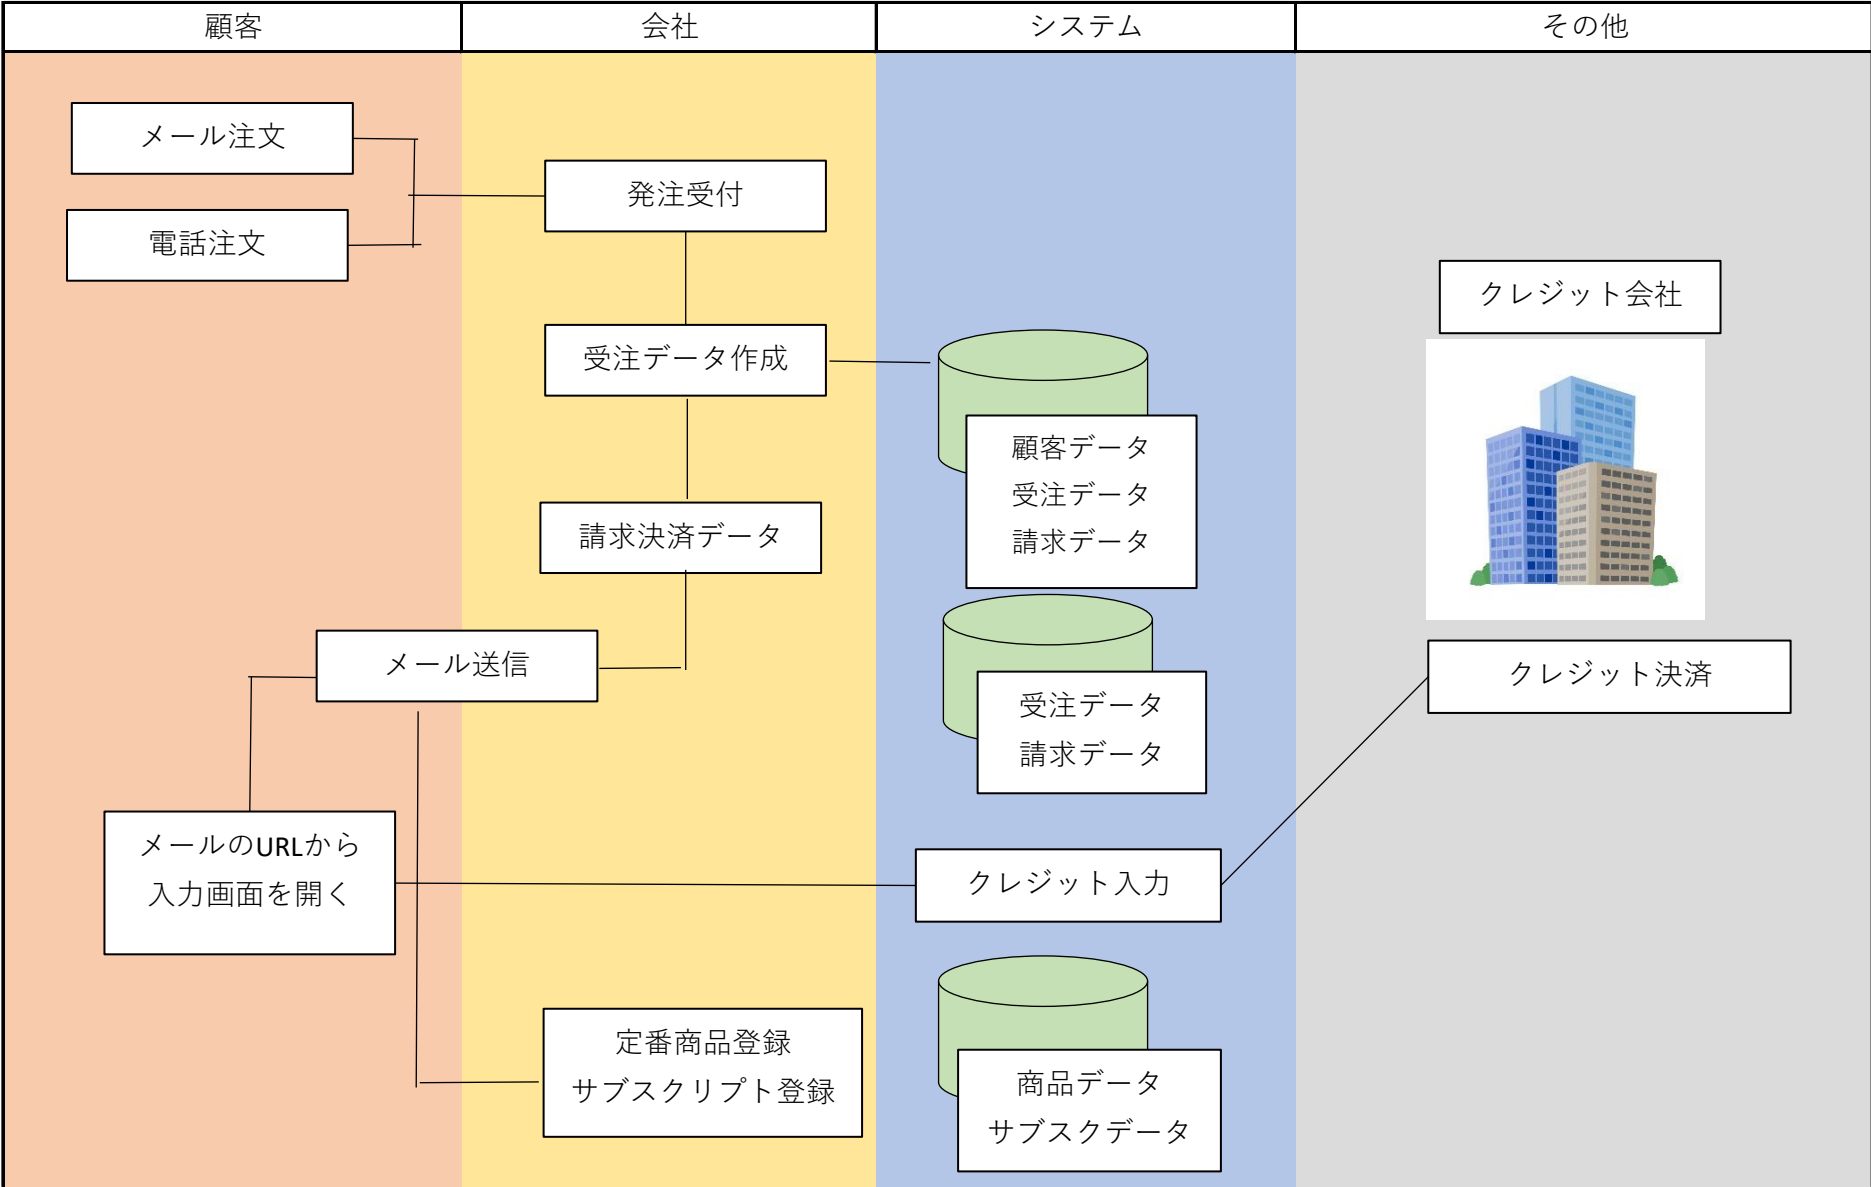 顧客
会社
システム
その他
メール注文
発注受付
電話注文
クレジット会社
受注データ作成
顧客データ
受注データ
請求データ
請求決済データ
メール送信
クレジット決済
受注データ
請求データ
メールのURLから
入力画面を開く
クレジット入力
定番商品登録
サブスクリプト登録
商品データ
サブスクデータ